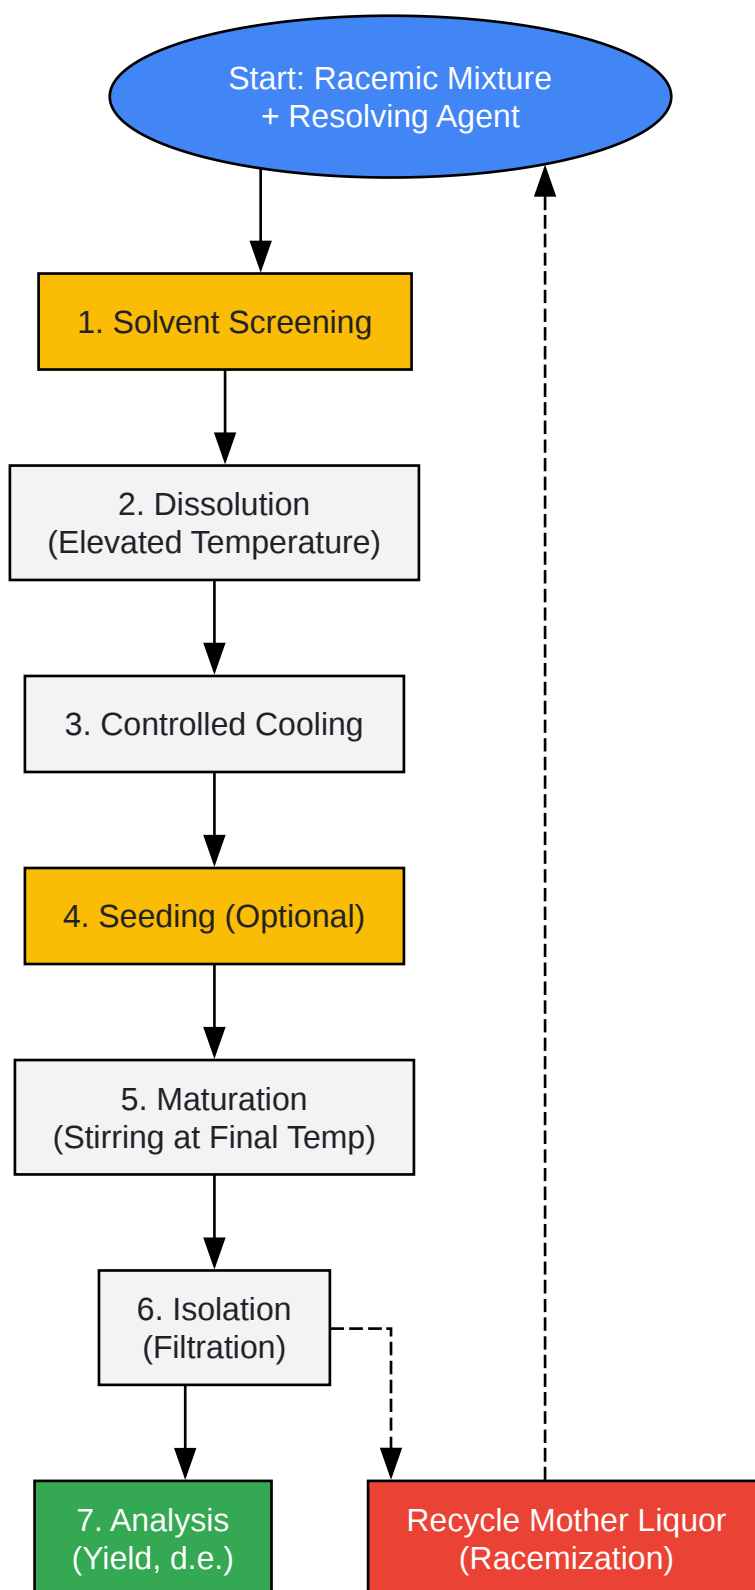 Start: Racemic Mixture
+ Resolving Agent
1. Solvent Screening
2. Dissolution
(Elevated Temperature)
3. Controlled Cooling
4. Seeding (Optional)
5. Maturation
(Stirring at Final Temp)
6. Isolation
(Filtration)
7. Analysis
(Yield, d.e.)
Recycle Mother Liquor
(Racemization)